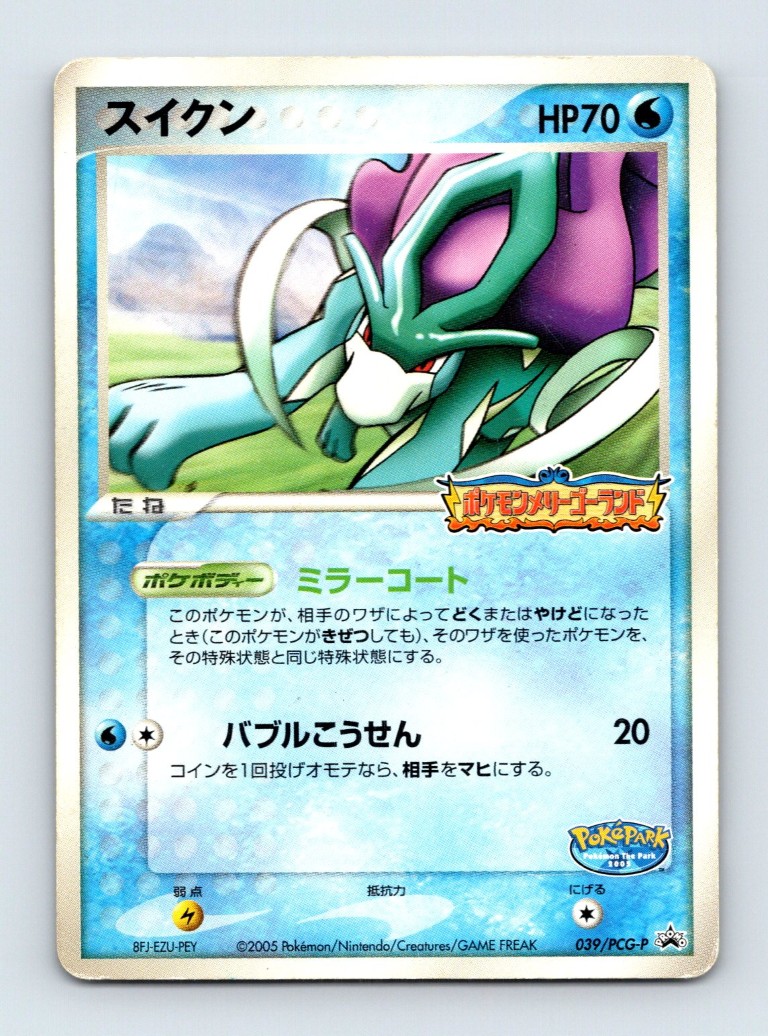 スイクン HP70
たね
ポケモンメリーゴーランド
ポケボディー ミラーコート
このポケモンが、相手のワザによってどくまたはやけどになった
とき(このポケモンがきぜつしても)、そのワザを使ったポケモンを、
その特殊状態と同じ特殊状態にする。
バブルこうせん 20
コインを1回投げオモテなら、相手をマヒにする。
POKÉPARK
Pokémon The Park
2005
弱点 抵抗力 にげる
8FJ-EZU-PEY ©2005 Pokémon/Nintendo/Creatures/GAME FREAK 039/PCG-P